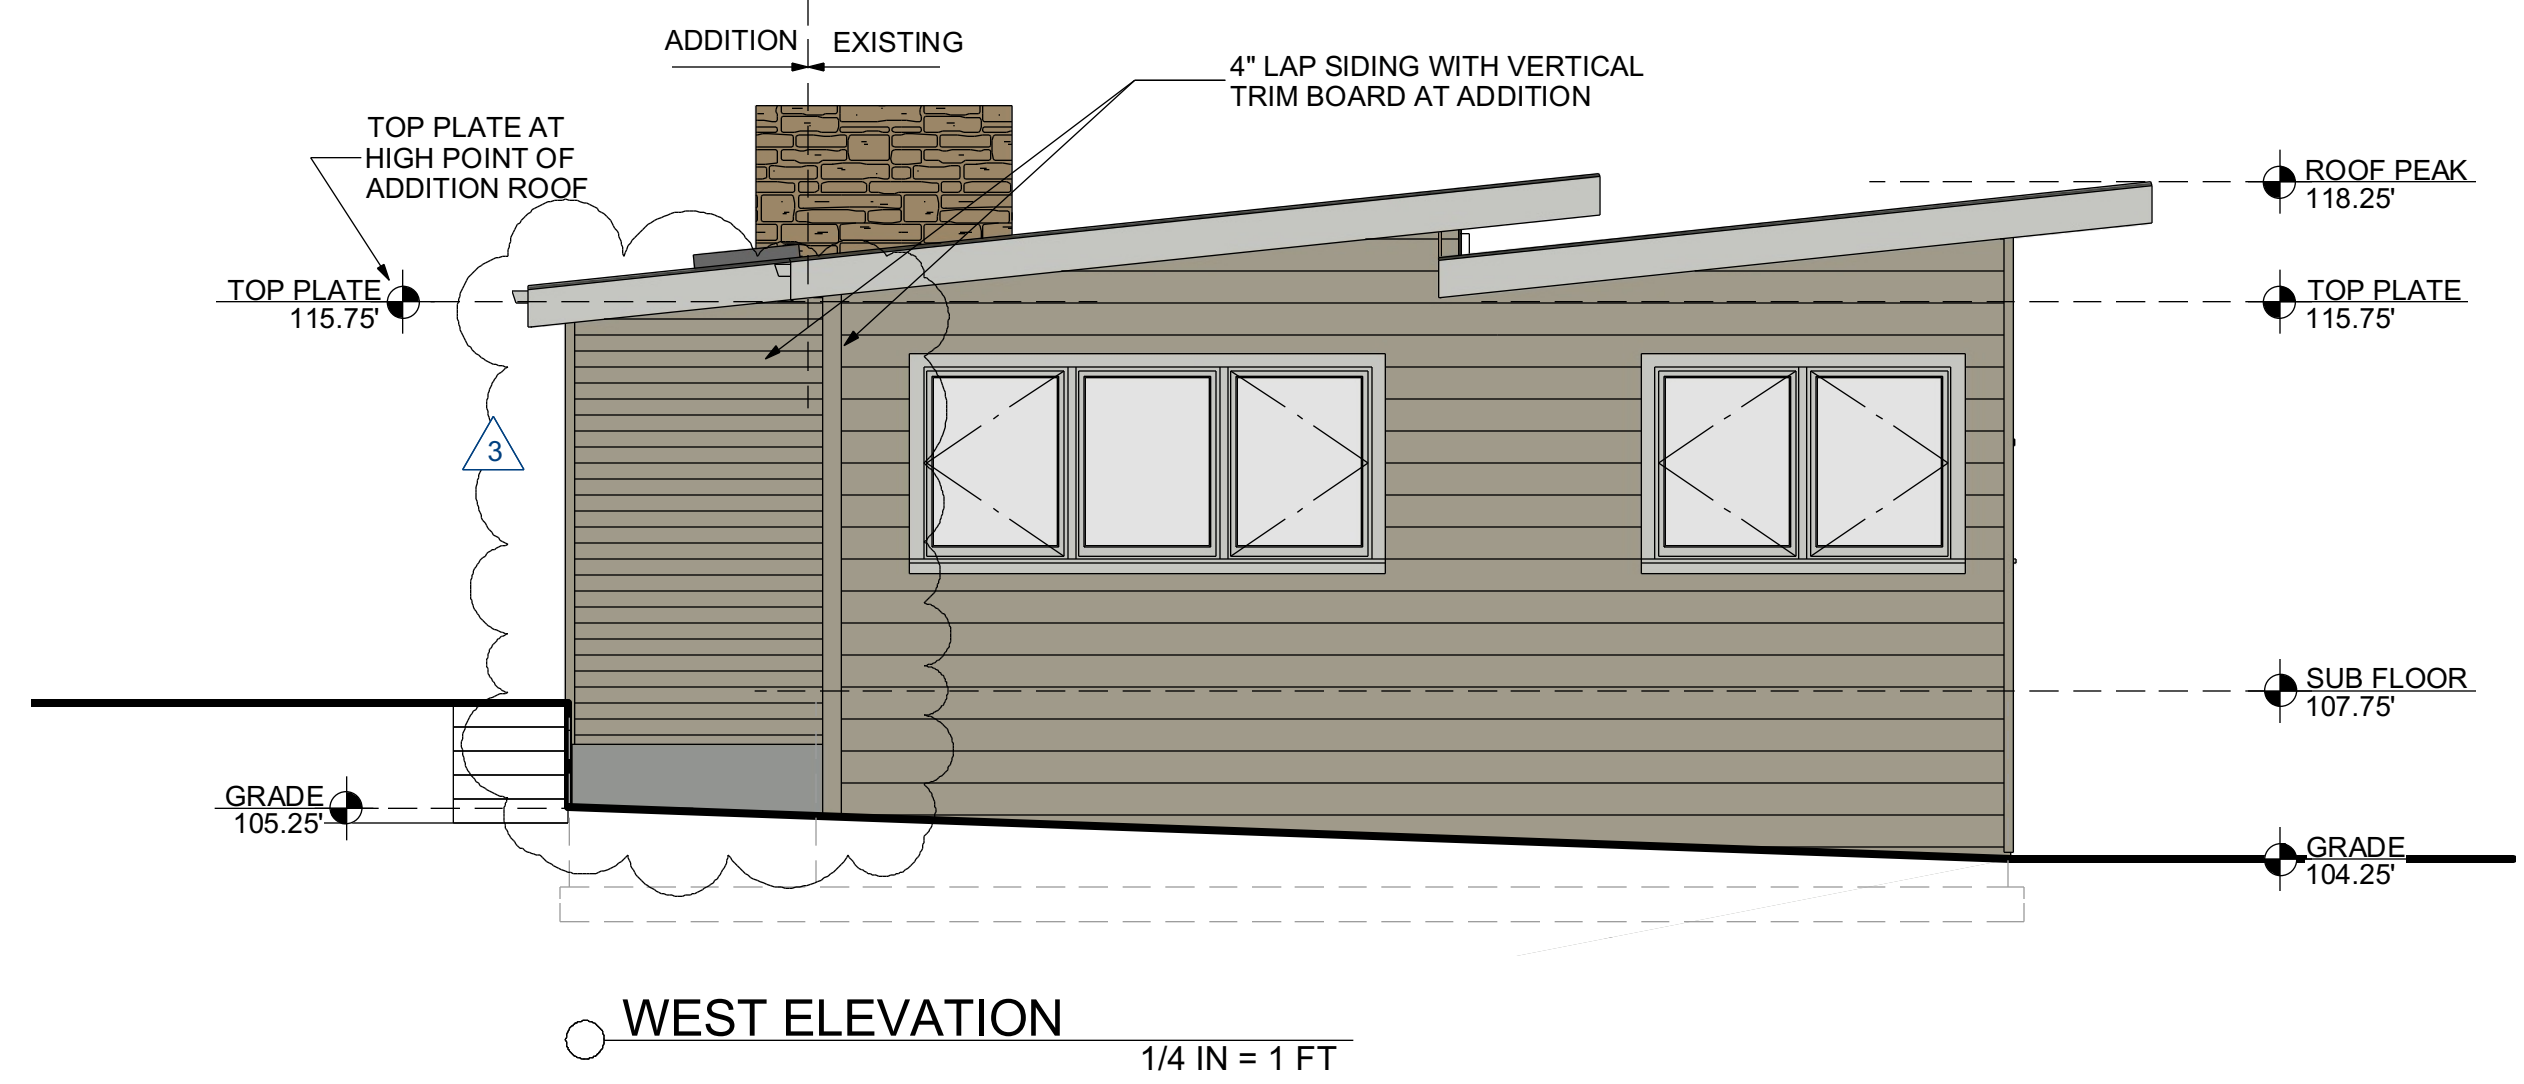 ADDITION
EXISTING
4" LAP SIDING WITH VERTICAL
TRIM BOARD AT ADDITION
TOP PLATE AT
HIGH POINT OF
ADDITION ROOF
ROOF PEAK
118.25'
TOP PLATE
115.75'
TOP PLATE
115.75'
3
SUB FLOOR
107.75'
GRADE
105.25'
GRADE
104.25'
WEST ELEVATION
1/4 IN = 1 FT